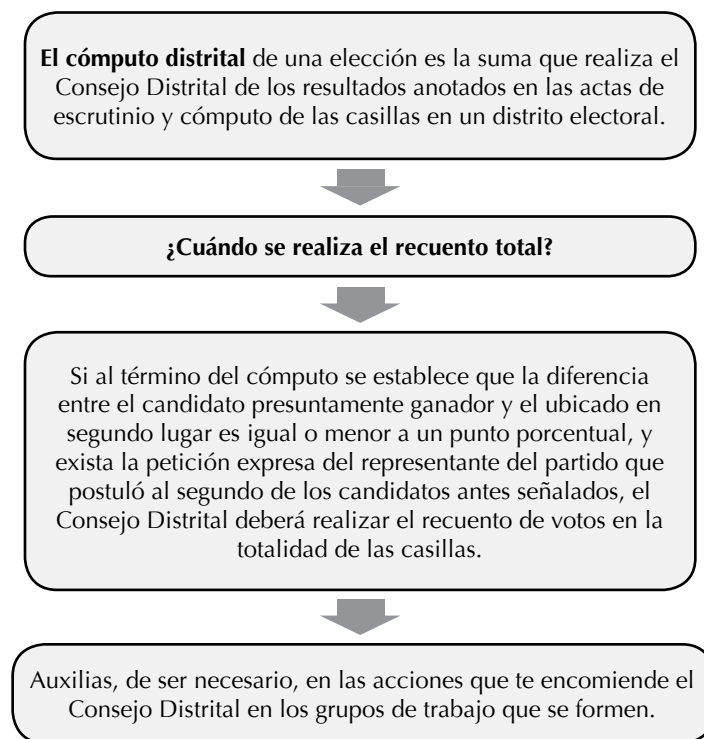 El cómputo distrital de una elección es la suma que realiza el
Consejo Distrital de los resultados anotados en las actas de
escrutinio y cómputo de las casillas en un distrito electoral.
¿Cuándo se realiza el recuento total?
Si al término del cómputo se establece que la diferencia
entre el candidato presuntamente ganador y el ubicado en
segundo lugar es igual o menor a un punto porcentual, y
exista la petición expresa del representante del partido que
postuló al segundo de los candidatos antes señalados, el
Consejo Distrital deberá realizar el recuento de votos en la
totalidad de las casillas.
Auxilias, de ser necesario, en las acciones que te encomiende el
Consejo Distrital en los grupos de trabajo que se formen.